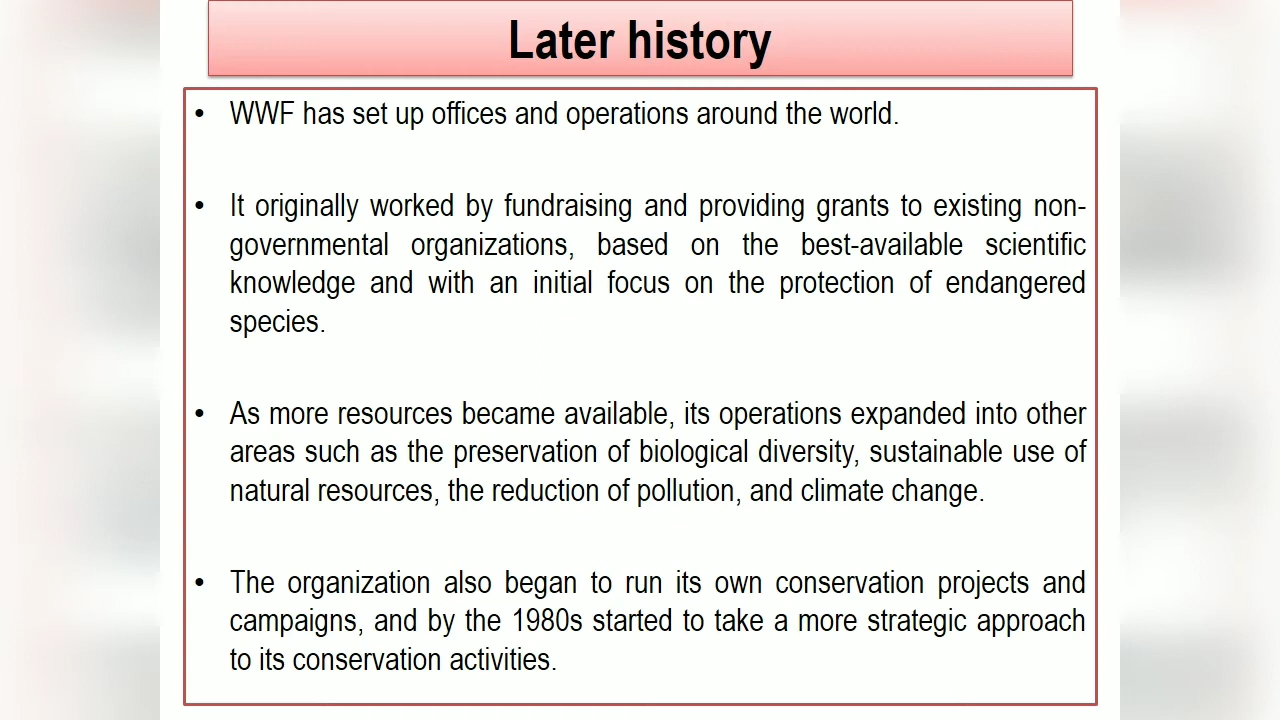 Later history
• WWF has set up offices and operations around the world.
• It originally worked by fundraising and providing grants to existing non-
governmental organizations, based on the best-available scientific
knowledge and with an initial focus on the protection of endangered
species.
• As more resources became available, its operations expanded into other
areas such as the preservation of biological diversity, sustainable use of
natural resources, the reduction of pollution, and climate change.
• The organization also began to run its own conservation projects and
campaigns, and by the 1980s started to take a more strategic approach
to its conservation activities.